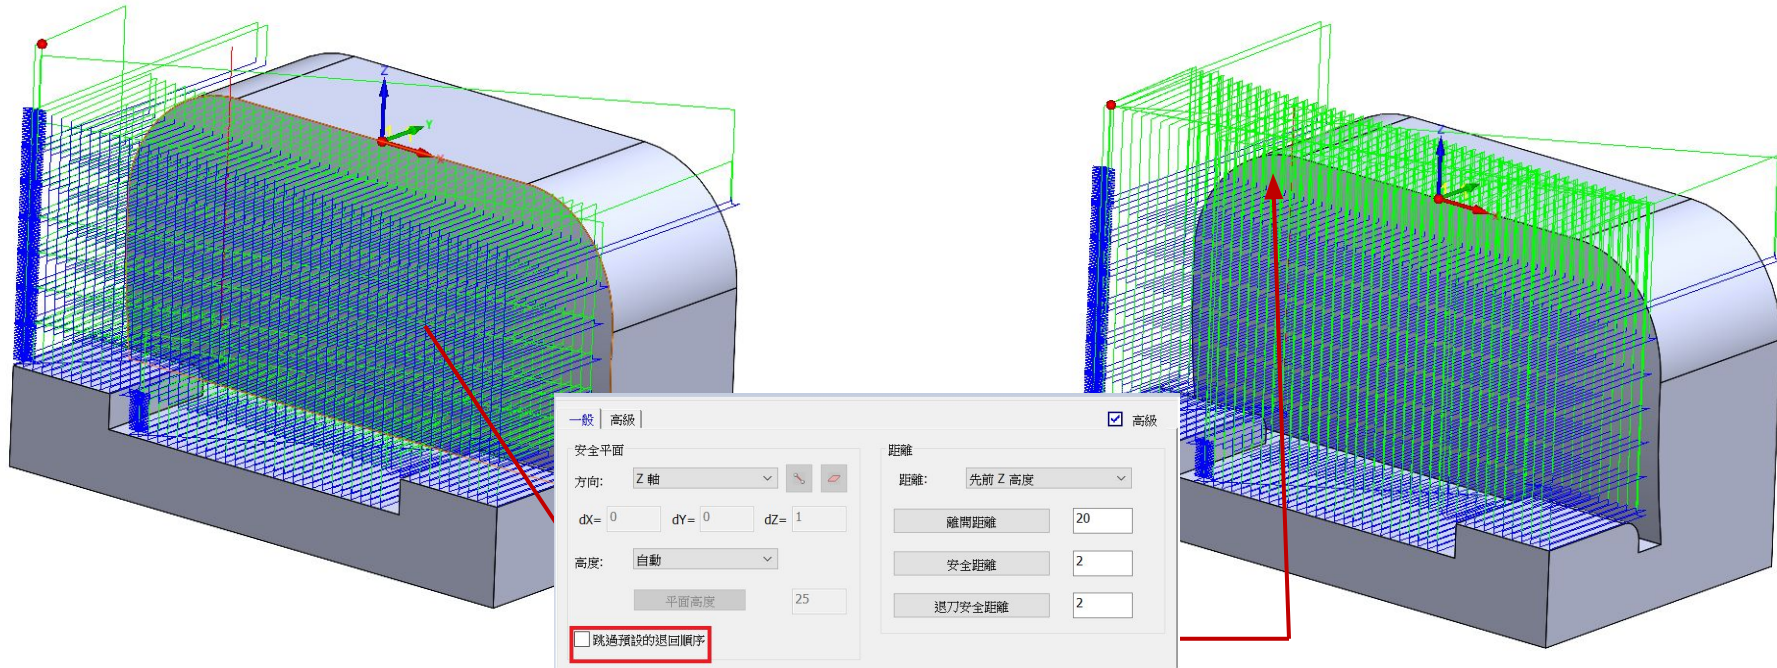 Z
Y
X
Z
一般 高級
高級
安全平面
方向: Z 軸
dX= 0 dY= 0 dZ= 1
高度: 自動
平面高度 25
跳過預設的退回順序
距離
距離: 先前 Z 高度
離開距離 20
安全距離 2
退刀安全距離 2